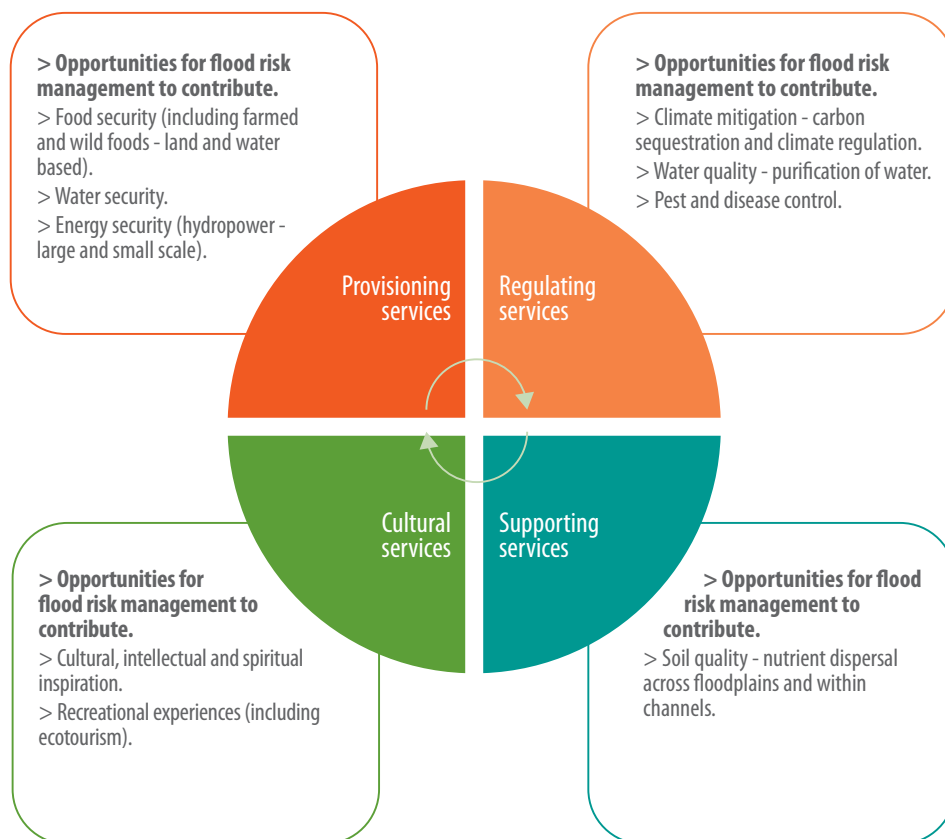 > Opportunities for flood risk
management to contribute.
> Food security (including farmed
and wild foods - land and water
based).
> Water security.
> Energy security (hydropower -
large and small scale).
> Opportunities for flood risk
management to contribute.
> Climate mitigation - carbon
sequestration and climate regulation.
> Water quality - purification of water.
> Pest and disease control.
Provisioning
services
Regulating
services
Cultural
services
Supporting
services
> Opportunities for
flood risk management to
contribute.
> Cultural, intellectual and spiritual
inspiration.
> Recreational experiences (including
ecotourism).
> Opportunities for flood
risk management to
contribute.
> Soil quality - nutrient dispersal
across floodplains and within
channels.